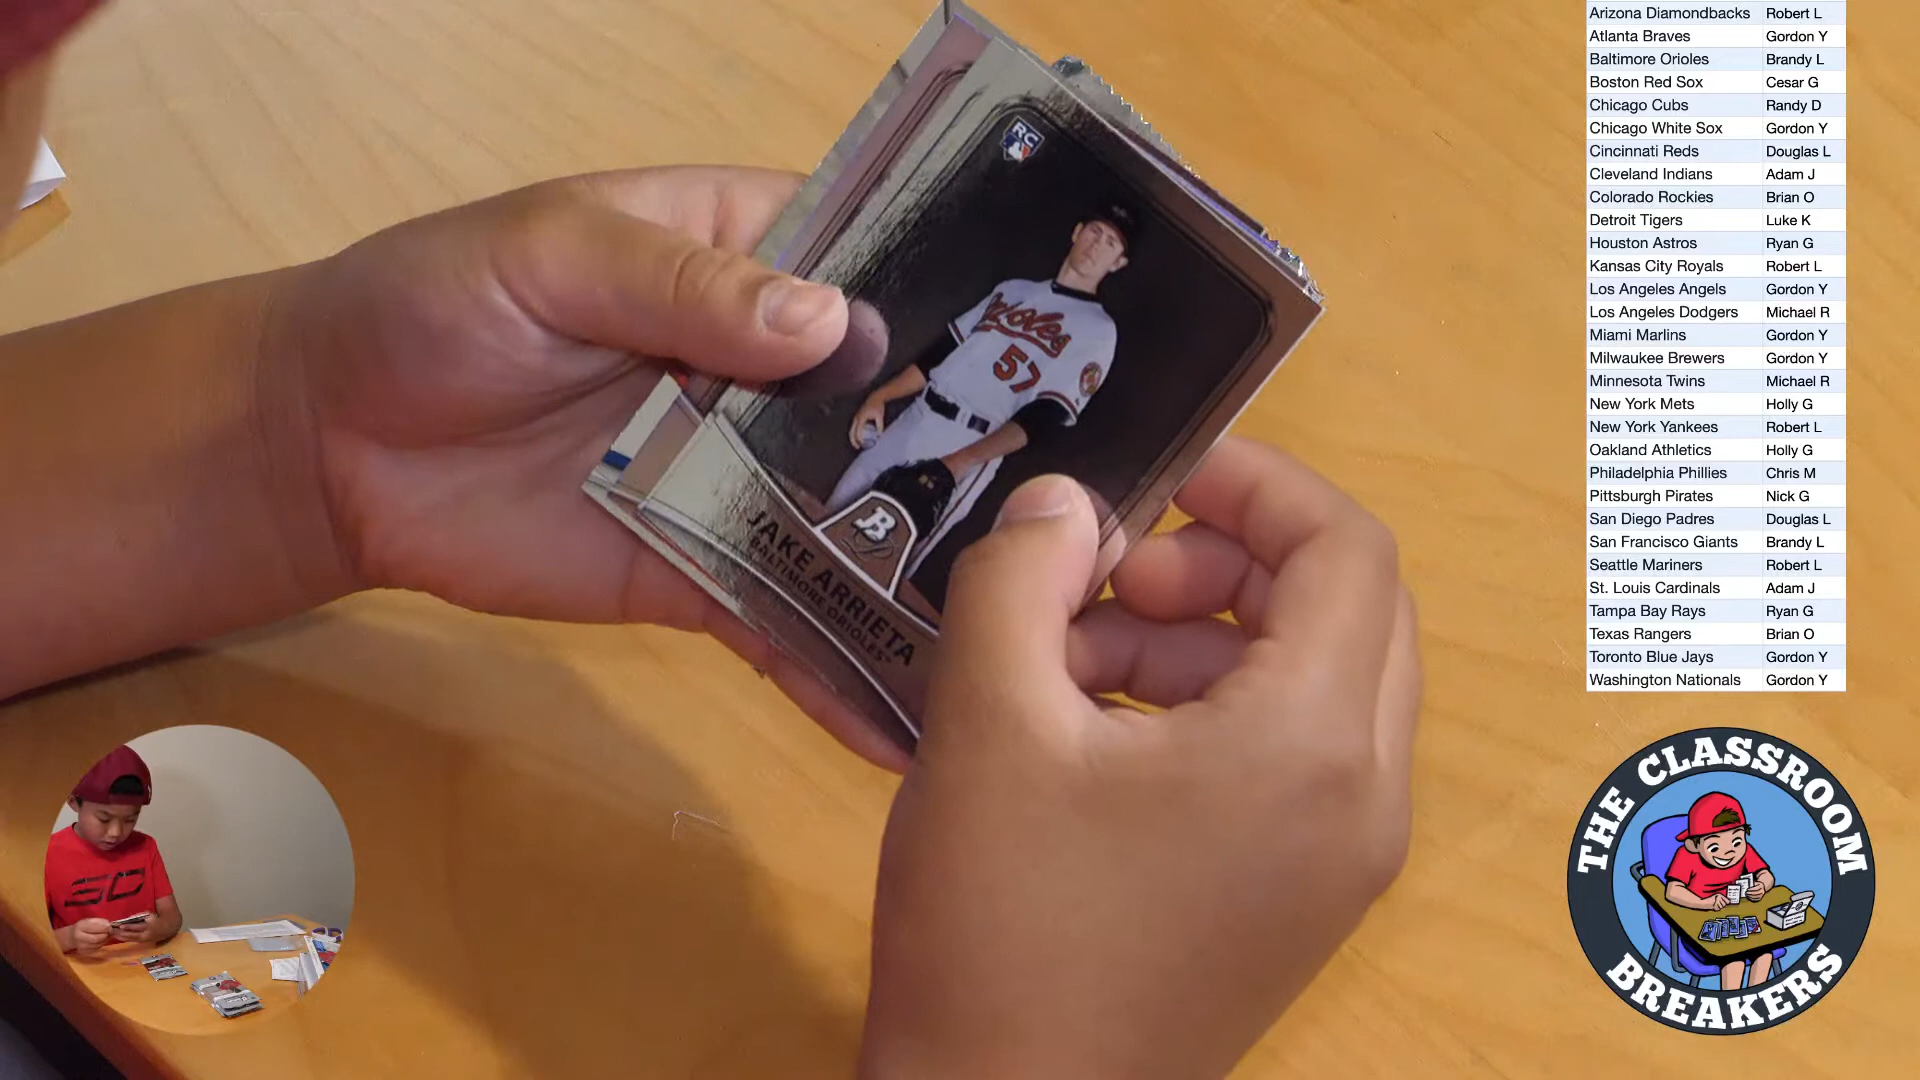 Arizona Diamondbacks Robert L
Atlanta Braves Gordon Y
Baltimore Orioles Brandy L
Boston Red Sox Cesar G
Chicago Cubs Randy D
Chicago White Sox Gordon Y
Cincinnati Reds Douglas L
Cleveland Indians Adam J
Colorado Rockies Brian O
Detroit Tigers Luke K
Houston Astros Ryan G
Kansas City Royals Robert L
Los Angeles Angels Gordon Y
Los Angeles Dodgers Michael R
Miami Marlins Gordon Y
Milwaukee Brewers Gordon Y
Minnesota Twins Michael R
New York Mets Holly G
New York Yankees Robert L
Oakland Athletics Holly G
Philadelphia Phillies Chris M
Pittsburgh Pirates Nick G
San Diego Padres Douglas L
San Francisco Giants Brandy L
Seattle Mariners Robert L
St. Louis Cardinals Adam J
Tampa Bay Rays Ryan G
Texas Rangers Brian O
Toronto Blue Jays Gordon Y
Washington Nationals Gordon Y
RC
Orioles
57
B
JAKE ARRIETA
BALTIMORE ORIOLES™
SC
THE CLASSROOM
BREAKERS